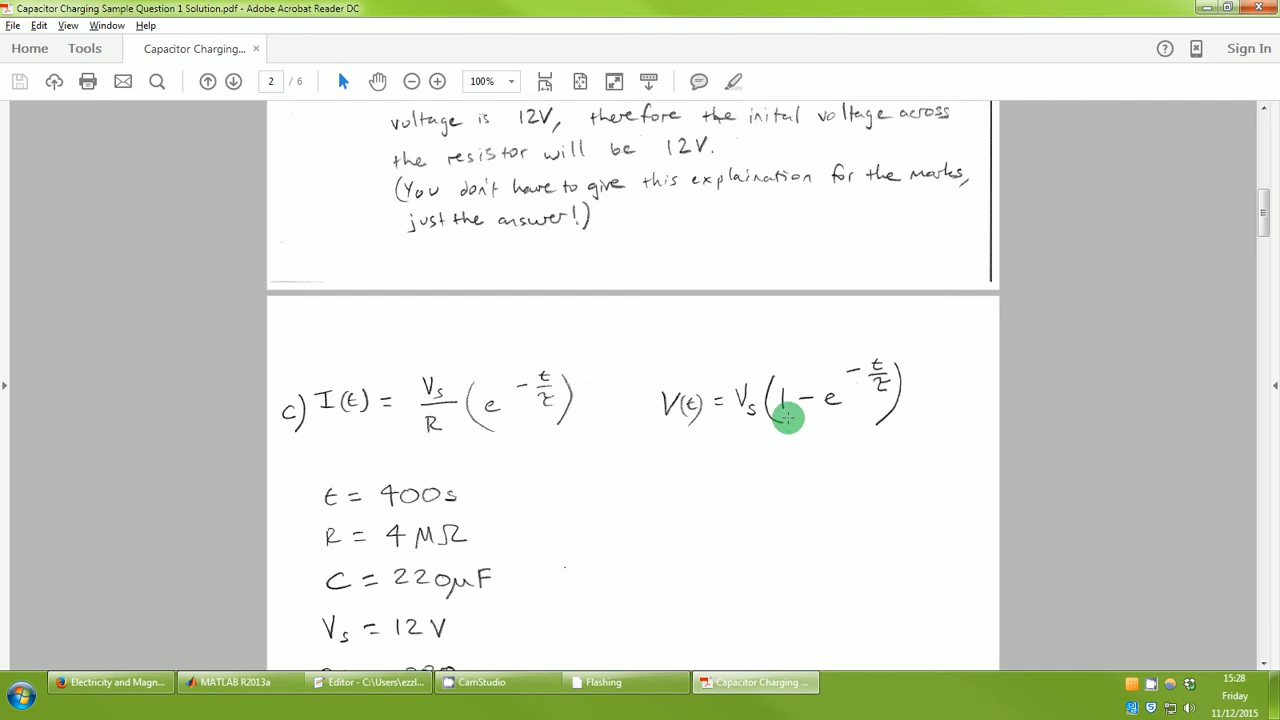 Capacitor Charging Sample Question 1 Solution.pdf - Adobe Acrobat Reader DC
File Edit View Window Help
Home Tools Capacitor Charging... × Sign In
2 / 6 100%
voltage is 12V, therefore the inital voltage across
the resistor will be 12V.
(You don't have to give this explaination for the marks,
just the answer!)
c) I(t) = Vs/R (e^-t/τ) V(t) = Vs(1 - e^-t/τ)
t = 400s
R = 4MΩ
C = 220μF
Vs = 12V
Electricity and Magn... MATLAB R2013a Editor - C:\Users\ezzl... CamStudio Flashing Capacitor Charging ...
15:28
Friday
11/12/2015